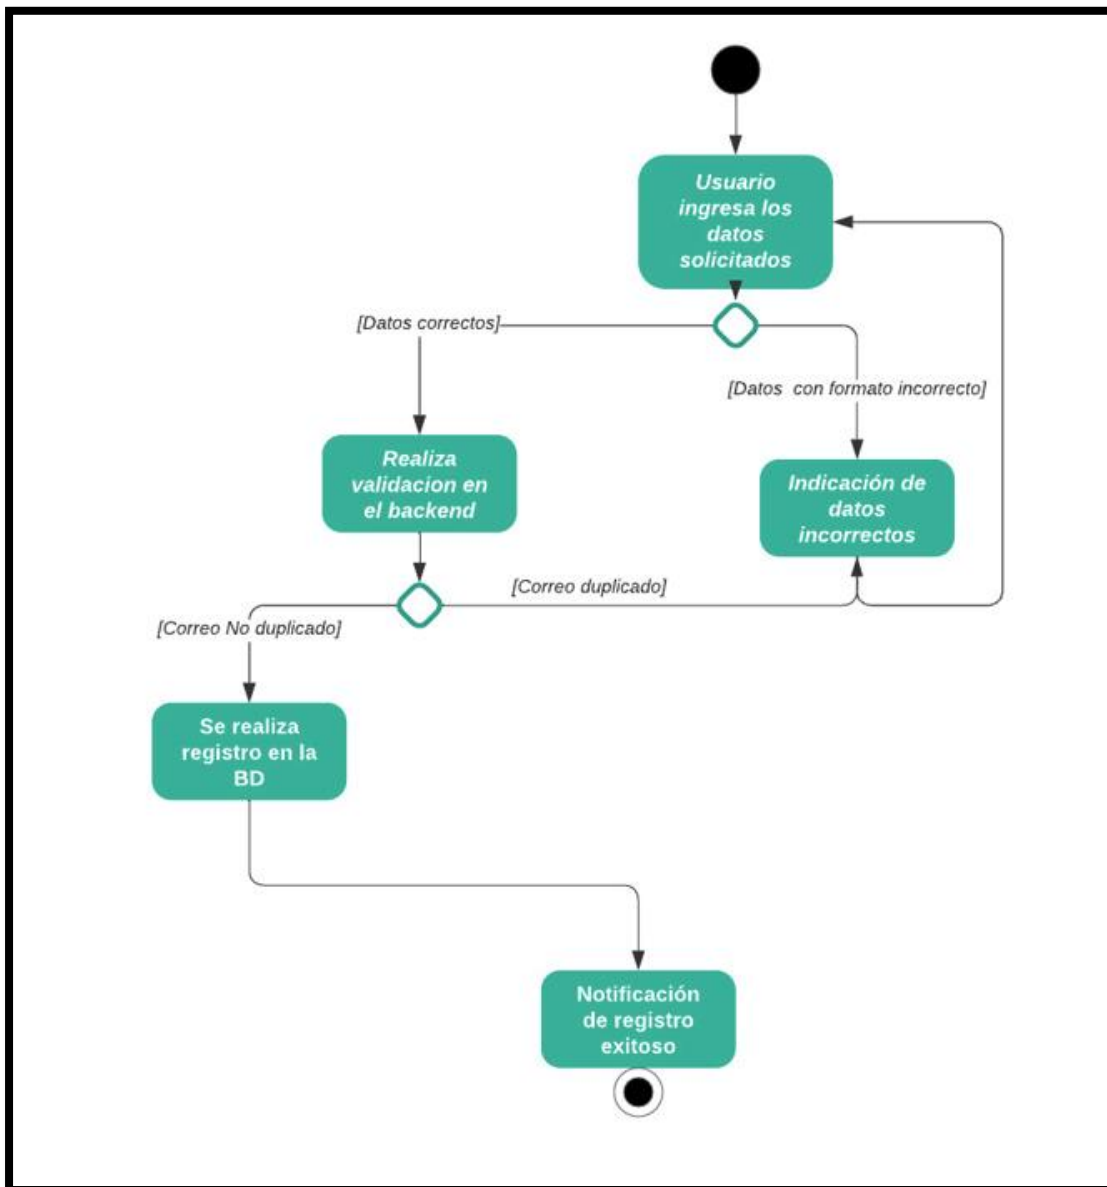 Usuario
ingresa los
datos
solicitados
[Datos correctos]
[Datos  con formato incorrecto]
Realiza
validacion en
el backend
Indicación de
datos
incorrectos
[Correo duplicado]
[Correo No duplicado]
Se realiza
registro en la
BD
Notificación
de registro
exitoso